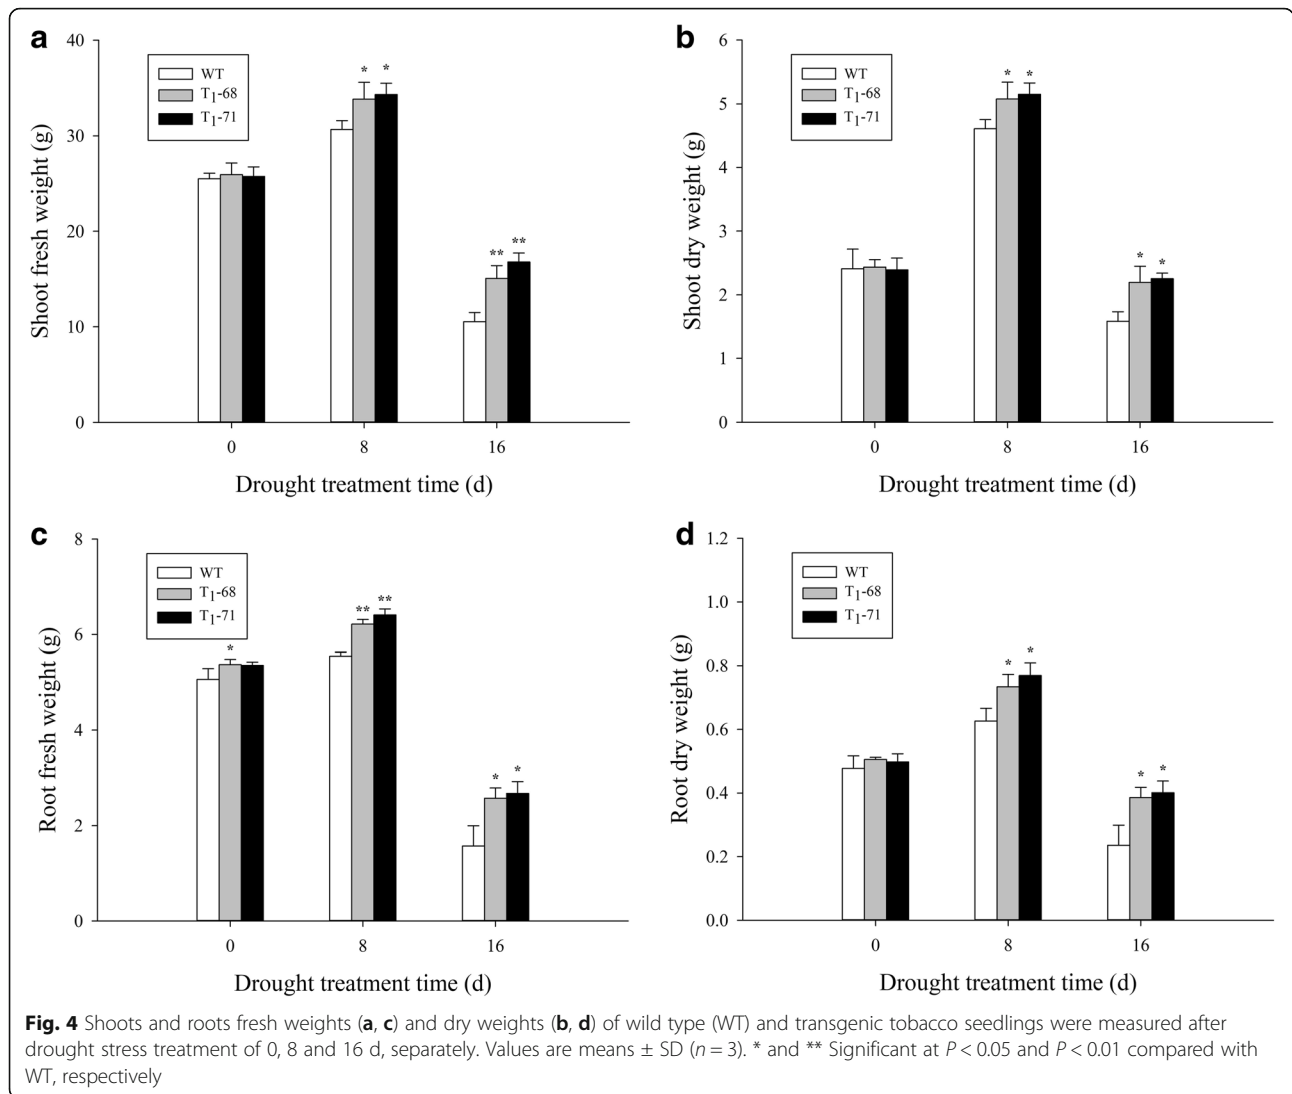 a
40
30
20
10
0
Shoot fresh weight (g)
WT
T1-68
T1-71
* *
** **
0 8 16
Drought treatment time (d)
b
6
5
4
3
2
1
0
Shoot dry weight (g)
WT
T1-68
T1-71
* *
* *
0 8 16
Drought treatment time (d)
c
8
6
4
2
0
Root fresh weight (g)
WT
T1-68
T1-71
*
** **
* *
0 8 16
Drought treatment time (d)
d
1.2
1.0
0.8
0.6
0.4
0.2
0.0
Root dry weight (g)
WT
T1-68
T1-71
* *
* *
0 8 16
Drought treatment time (d)
Fig. 4 Shoots and roots fresh weights (a, c) and dry weights (b, d) of wild type (WT) and transgenic tobacco seedlings were measured after
drought stress treatment of 0, 8 and 16 d, separately. Values are means ± SD (n = 3). * and ** Significant at P < 0.05 and P < 0.01 compared with
WT, respectively